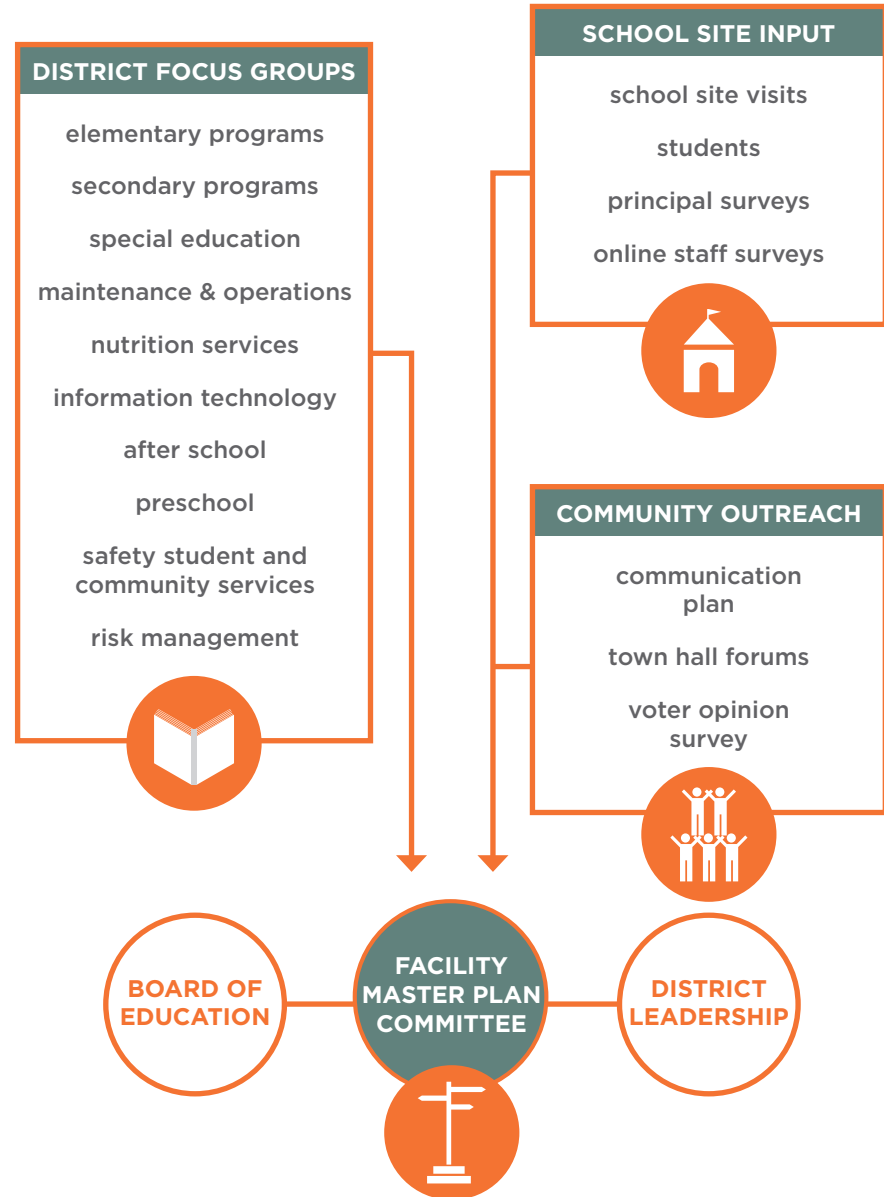 DISTRICT FOCUS GROUPS
elementary programs
secondary programs
special education
maintenance & operations
nutrition services
information technology
after school
preschool
safety student and
community services
risk management
SCHOOL SITE INPUT
school site visits
students
principal surveys
online staff surveys
COMMUNITY OUTREACH
communication
plan
town hall forums
voter opinion
survey
BOARD OF
EDUCATION
FACILITY
MASTER PLAN
COMMITTEE
DISTRICT
LEADERSHIP